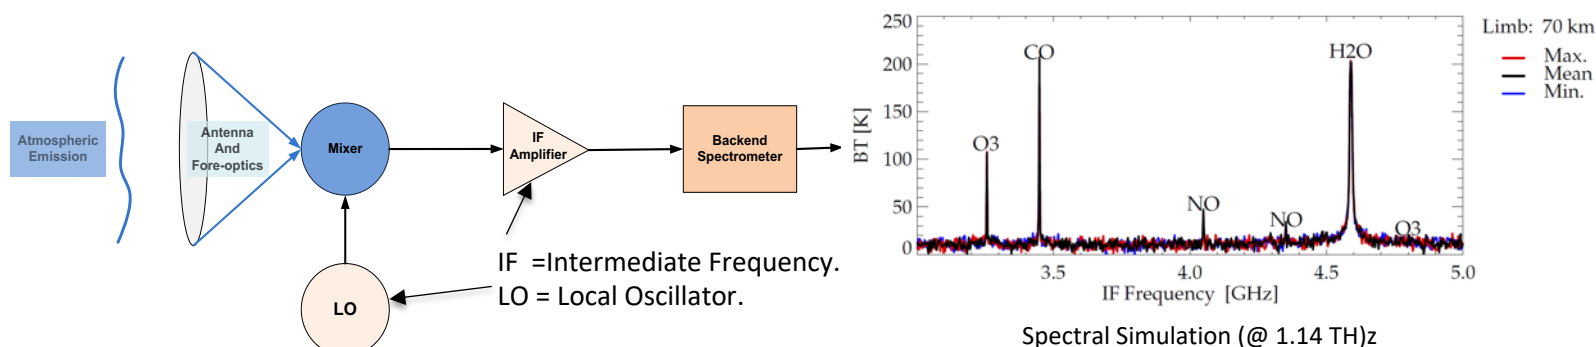 Atmospheric
Emission
Antenna
And
Fore-optics
Mixer
LO
IF
Amplifier
Backend
Spectrometer
IF =Intermediate Frequency.
LO = Local Oscillator.
250
200
150
100
50
0
BT [K]
O3
CO
NO
NO
H2O
O3
3.5
4.0
4.5
5.0
IF Frequency [GHz]
Limb: 70 km
Max.
Mean
Min.
Spectral Simulation (@ 1.14 TH)z